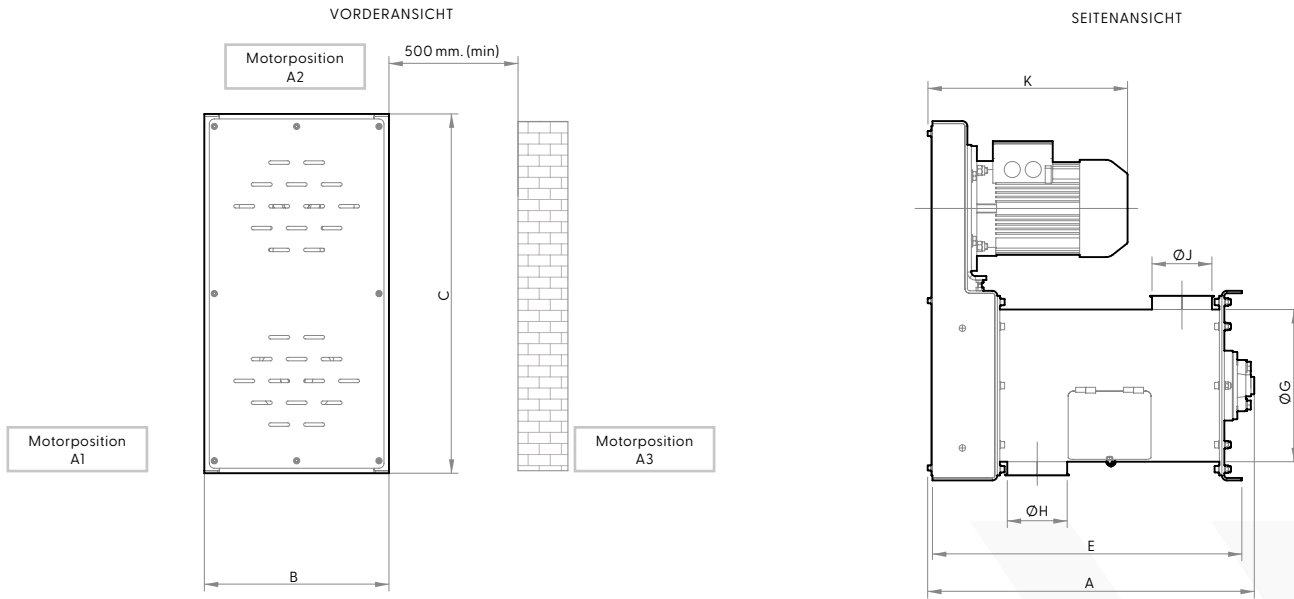 VORDERANSICHT
SEITENANSICHT
Motorposition
A2
500 mm. (min)
K
C
ØJ
ØG
Motorposition
A1
Motorposition
A3
ØH
E
B
A